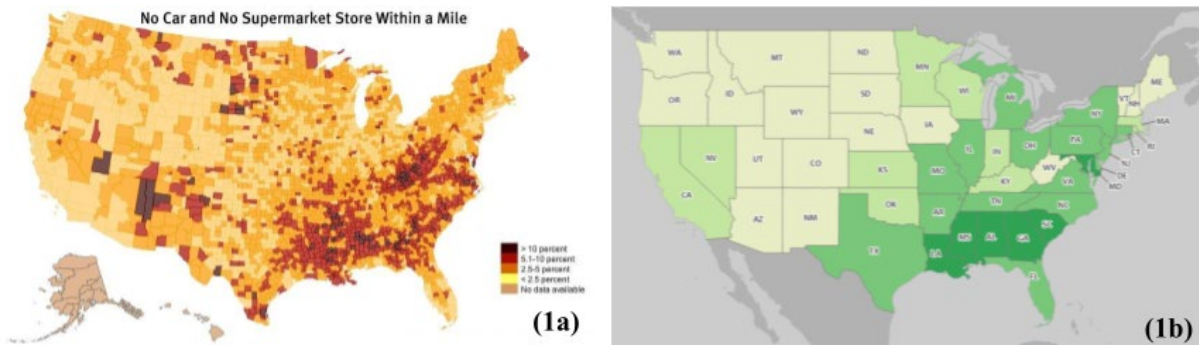 No Car and No Supermarket Store Within a Mile
> 10 percent
5.1-10 percent
2.5-5 percent
< 2.5 percent
No data available
(1a)
WA
MT
ND
MN
ME
OR
ID
SD
WI
MI
VT
NH
NY
WY
MA
IA
NE
PA
RI
CT
NV
UT
CO
IL
IN
OH
NJ
DE
MD
WV
CA
KS
MO
KY
VA
AZ
NM
OK
AR
TN
NC
SC
TX
LA
MS
AL
GA
FL
(1b)